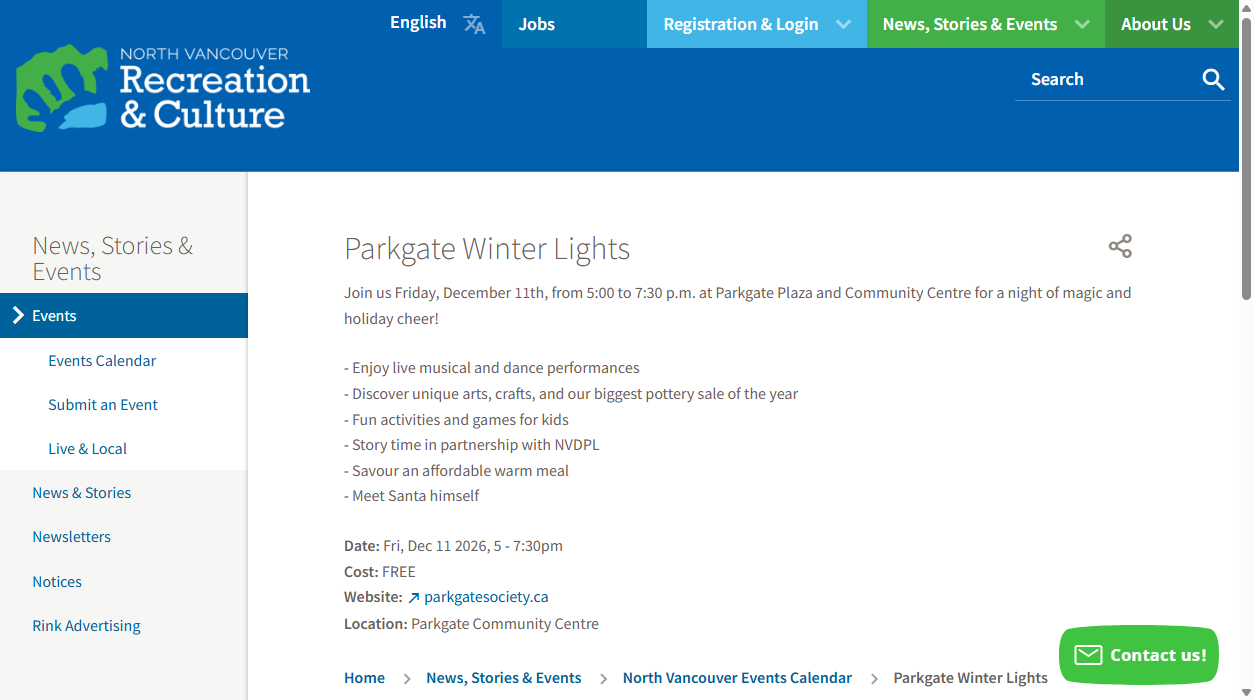 English
Jobs
Registration & Login
News, Stories & Events
About Us
NORTH VANCOUVER
Recreation
& Culture
Search
News, Stories &
Events
Events
Events Calendar
Submit an Event
Live & Local
News & Stories
Newsletters
Notices
Rink Advertising
Parkgate Winter Lights
Join us Friday, December 11th, from 5:00 to 7:30 p.m. at Parkgate Plaza and Community Centre for a night of magic and
holiday cheer!
- Enjoy live musical and dance performances
- Discover unique arts, crafts, and our biggest pottery sale of the year
- Fun activities and games for kids
- Story time in partnership with NVDPL
- Savour an affordable warm meal
- Meet Santa himself
Date: Fri, Dec 11 2026, 5 - 7:30pm
Cost: FREE
Website: parkgatesociety.ca
Location: Parkgate Community Centre
Contact us!
Home > News, Stories & Events > North Vancouver Events Calendar > Parkgate Winter Lights